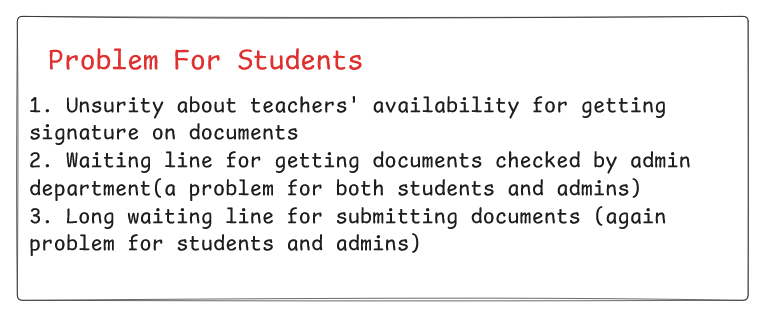 Problem For Students
1. Unsurity about teachers' availability for getting
signature on documents
2. Waiting line for getting documents checked by admin
department(a problem for both students and admins)
3. Long waiting line for submitting documents (again
problem for students and admins)